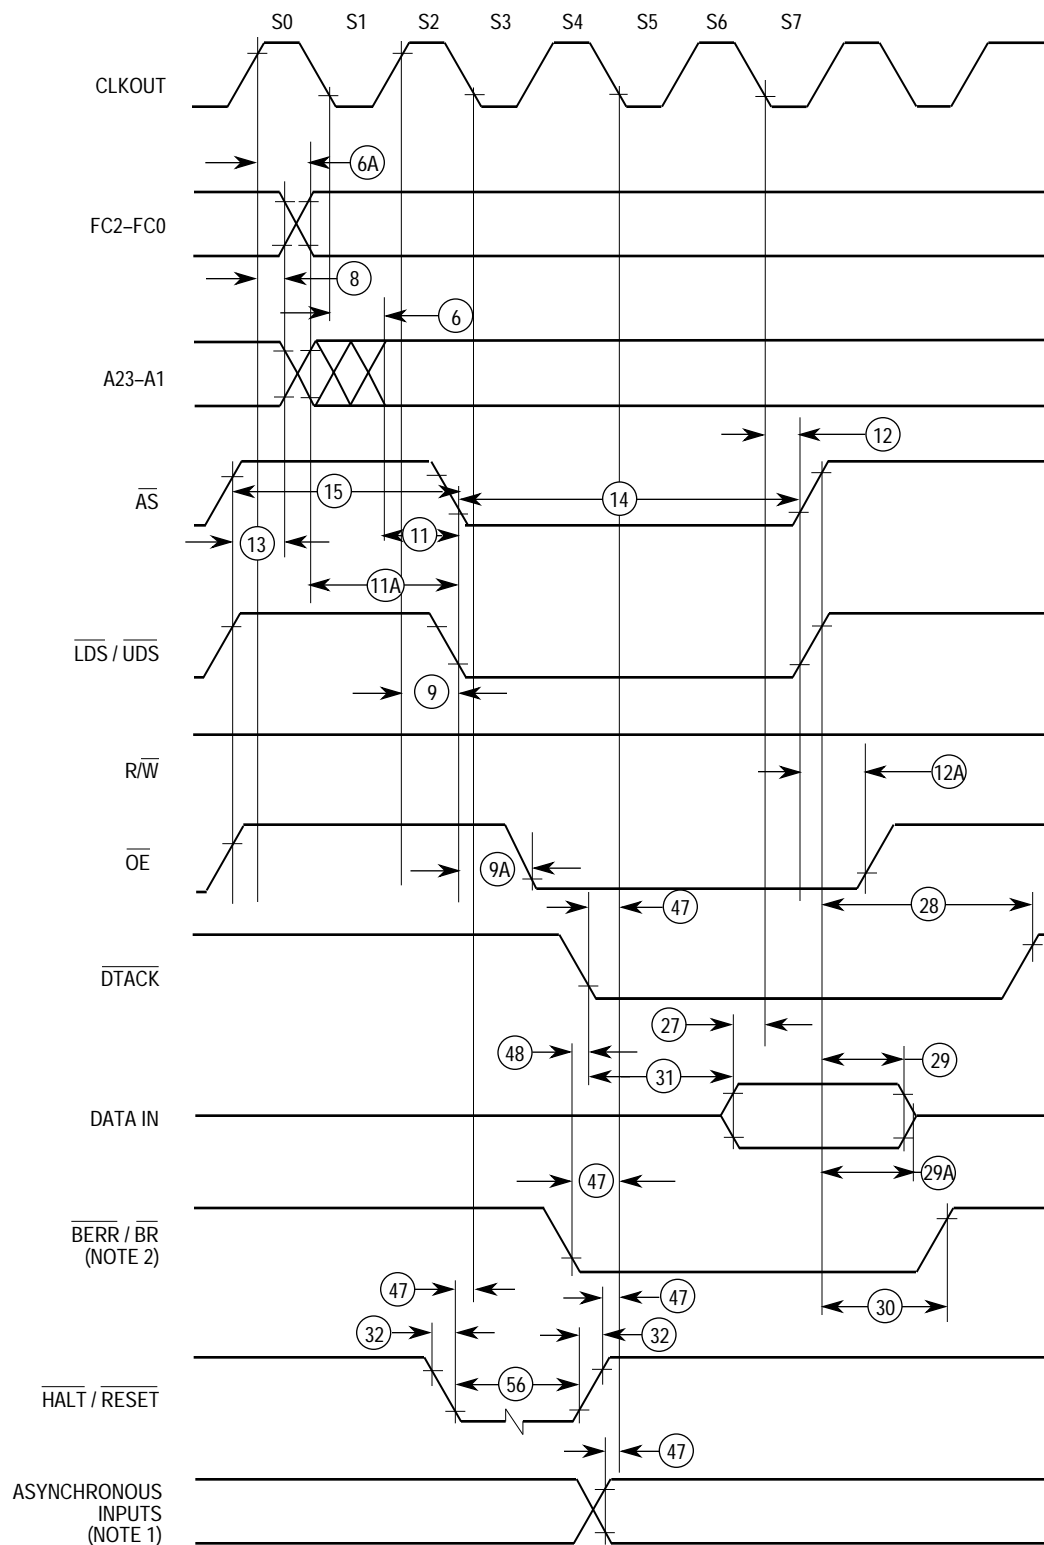 S0 S1 S2 S3 S4 S5 S6 S7
CLKOUT
6A
FC2–FC0
8
6
A23–A1
12
AS
15
14
13
11
11A
LDS / UDS
9
R/W
12A
OE
9A
47
28
DTACK
27
48
31
29
DATA IN
47
29A
BERR / BR
(NOTE 2)
47
47
30
32
32
HALT / RESET
56
47
ASYNCHRONOUS
INPUTS
(NOTE 1)